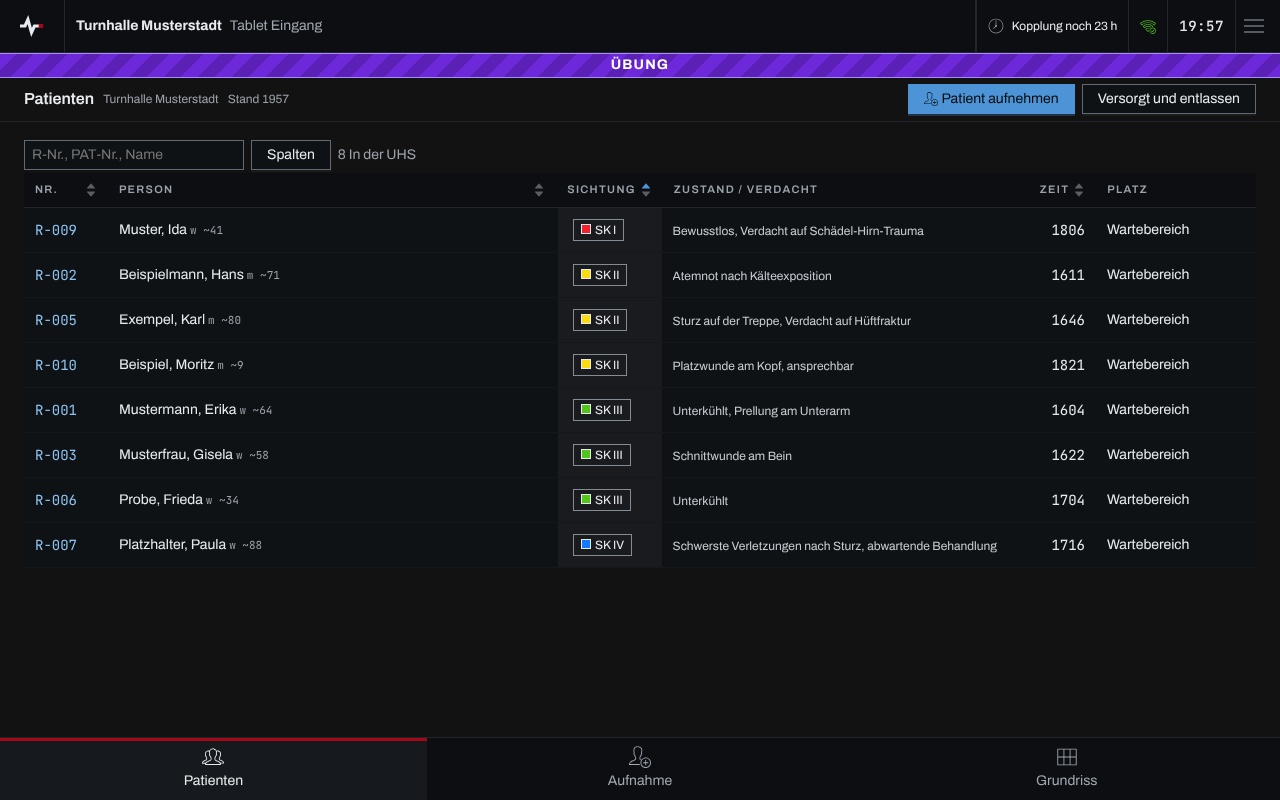 Turnhalle Musterstadt Tablet Eingang Kopplung noch 23 h 19:57
ÜBUNG
Patienten Turnhalle Musterstadt Stand 1957 Patient aufnehmen Versorgt und entlassen
R-Nr., PAT-Nr., Name Spalten 8 In der UHS
NR. PERSON SICHTUNG ZUSTAND / VERDACHT ZEIT PLATZ
R-009 Muster, Ida w ~41 SK I Bewusstlos, Verdacht auf Schädel-Hirn-Trauma 1806 Wartebereich
R-002 Beispielmann, Hans m ~71 SK II Atemnot nach Kälteexposition 1611 Wartebereich
R-005 Exempel, Karl m ~80 SK II Sturz auf der Treppe, Verdacht auf Hüftfraktur 1646 Wartebereich
R-010 Beispiel, Moritz m ~9 SK II Platzwunde am Kopf, ansprechbar 1821 Wartebereich
R-001 Mustermann, Erika w ~64 SK III Unterkühlt, Prellung am Unterarm 1604 Wartebereich
R-003 Musterfrau, Gisela w ~58 SK III Schnittwunde am Bein 1622 Wartebereich
R-006 Probe, Frieda w ~34 SK III Unterkühlt 1704 Wartebereich
R-007 Platzhalter, Paula w ~88 SK IV Schwerste Verletzungen nach Sturz, abwartende Behandlung 1716 Wartebereich
Patienten Aufnahme Grundriss